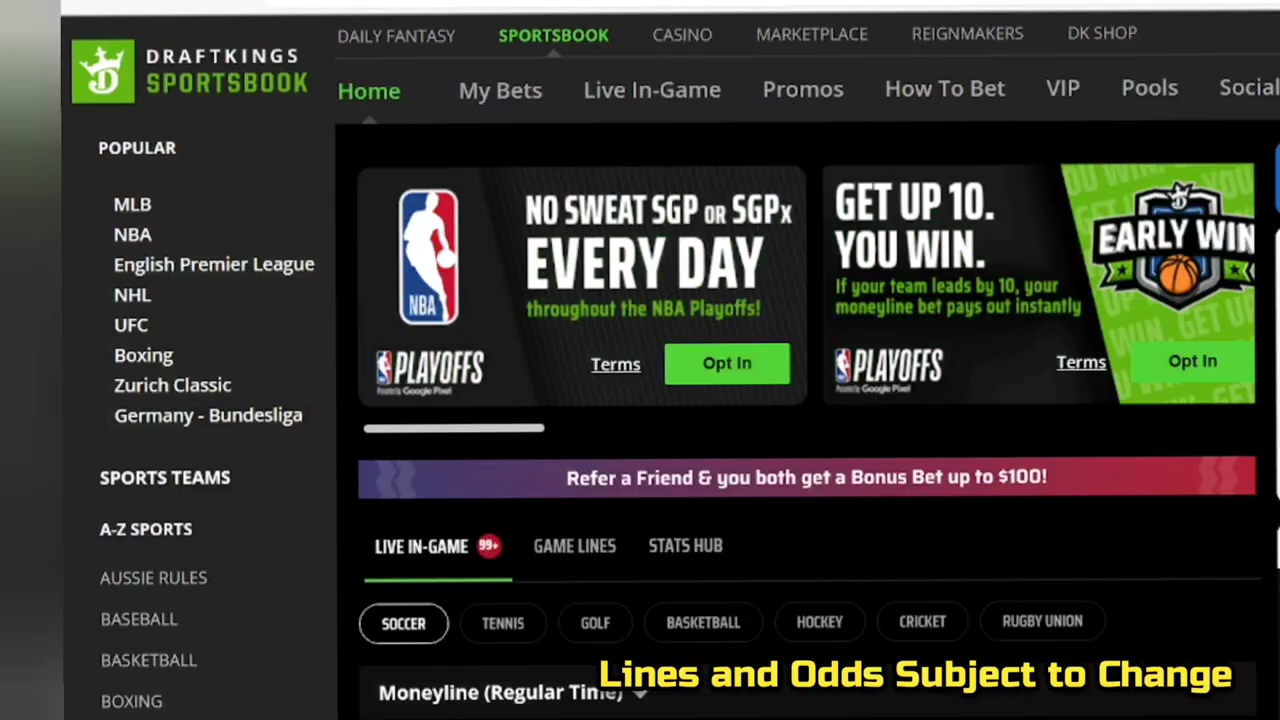 DRAFTKINGS
SPORTSBOOK
DAILY FANTASY SPORTSBOOK CASINO MARKETPLACE REIGNMAKERS DK SHOP
Home My Bets Live In-Game Promos How To Bet VIP Pools Social
POPULAR
MLB
NBA
English Premier League
NHL
UFC
Boxing
Zurich Classic
Germany - Bundesliga
SPORTS TEAMS
A-Z SPORTS
AUSSIE RULES
BASEBALL
BASKETBALL
BOXING
NBA
NO SWEAT SGP OR SGPx
EVERY DAY
throughout the NBA Playoffs!
PLAYOFFS
Google Pixel
Terms Opt In
GET UP 10.
YOU WIN.
If your team leads by 10, your
moneyline bet pays out instantly
PLAYOFFS
Google Pixel
Terms Opt In
EARLY WIN
Refer a Friend & you both get a Bonus Bet up to $100!
LIVE IN-GAME 99+ GAME LINES STATS HUB
SOCCER TENNIS GOLF BASKETBALL HOCKEY CRICKET RUGBY UNION
Moneyline (Regular Time)
Lines and Odds Subject to Change